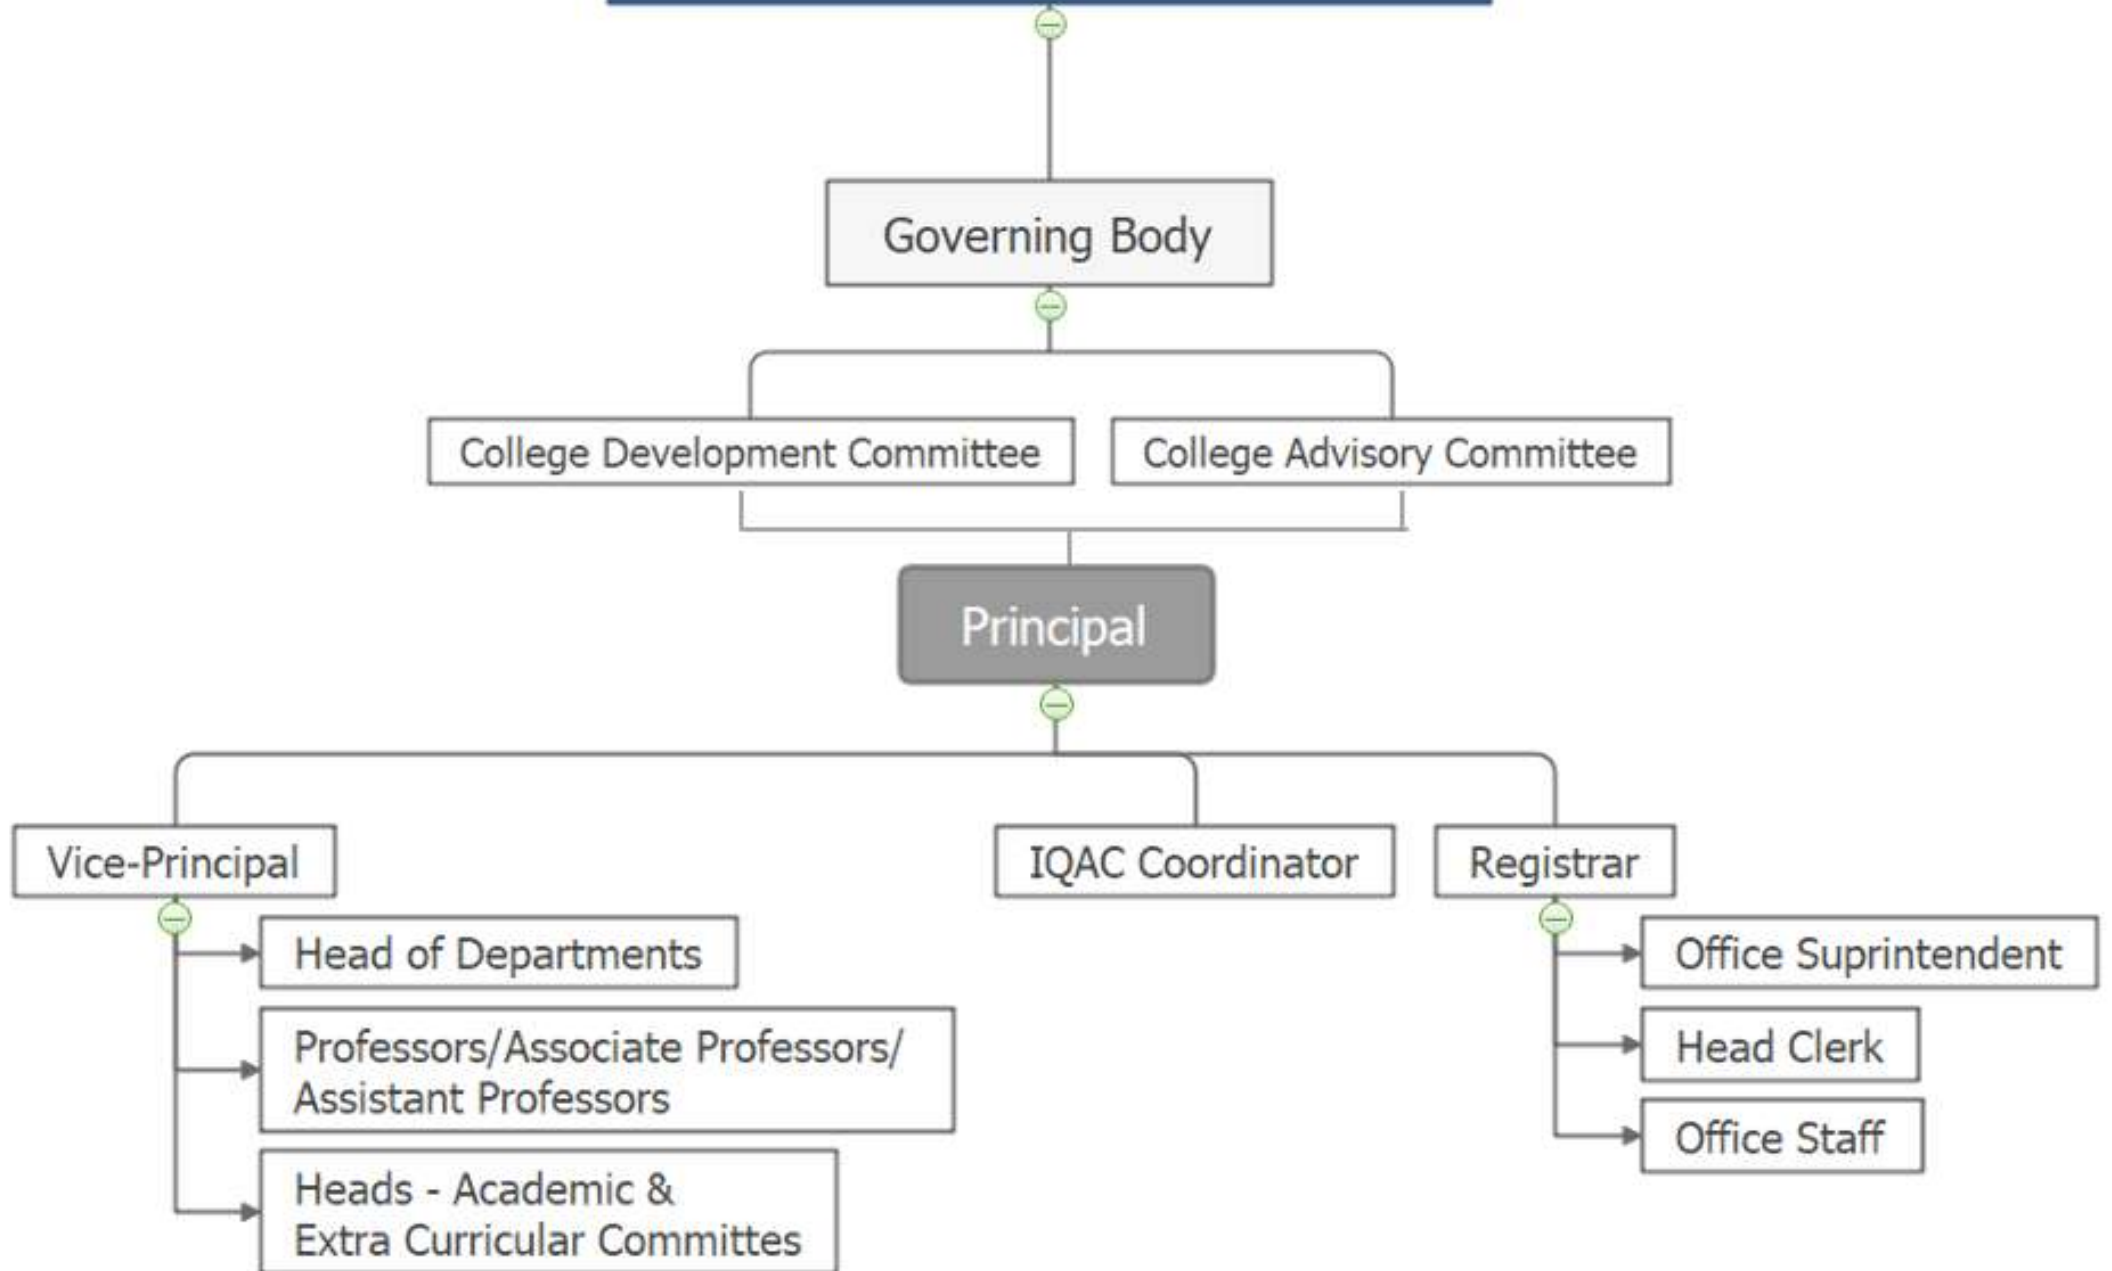 Governing Body
College Development Committee
College Advisory Committee
Principal
Vice-Principal
IQAC Coordinator
Registrar
Head of Departments
Professors/Associate Professors/
Assistant Professors
Heads - Academic &
Extra Curricular Committes
Office Suprintendent
Head Clerk
Office Staff